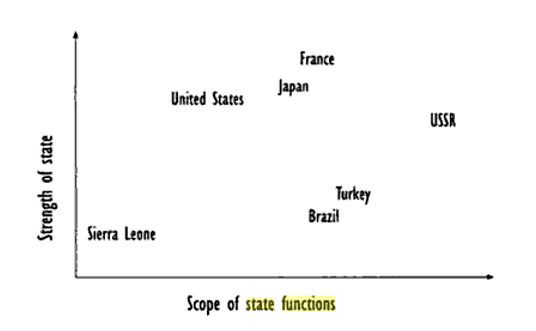 France
Japan
United States
USSR
Turkey
Brazil
Sierra Leone
Strength of state
Scope of state functions